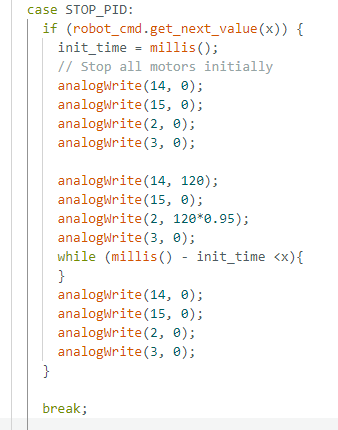 case STOP_PID:
if (robot_cmd.get_next_value(x)) {
init_time = millis();
// Stop all motors initially
analogWrite(14, 0);
analogWrite(15, 0);
analogWrite(2, 0);
analogWrite(3, 0);
analogWrite(14, 120);
analogWrite(15, 0);
analogWrite(2, 120*0.95);
analogWrite(3, 0);
while (millis() - init_time <x){
}
analogWrite(14, 0);
analogWrite(15, 0);
analogWrite(2, 0);
analogWrite(3, 0);
}
break;